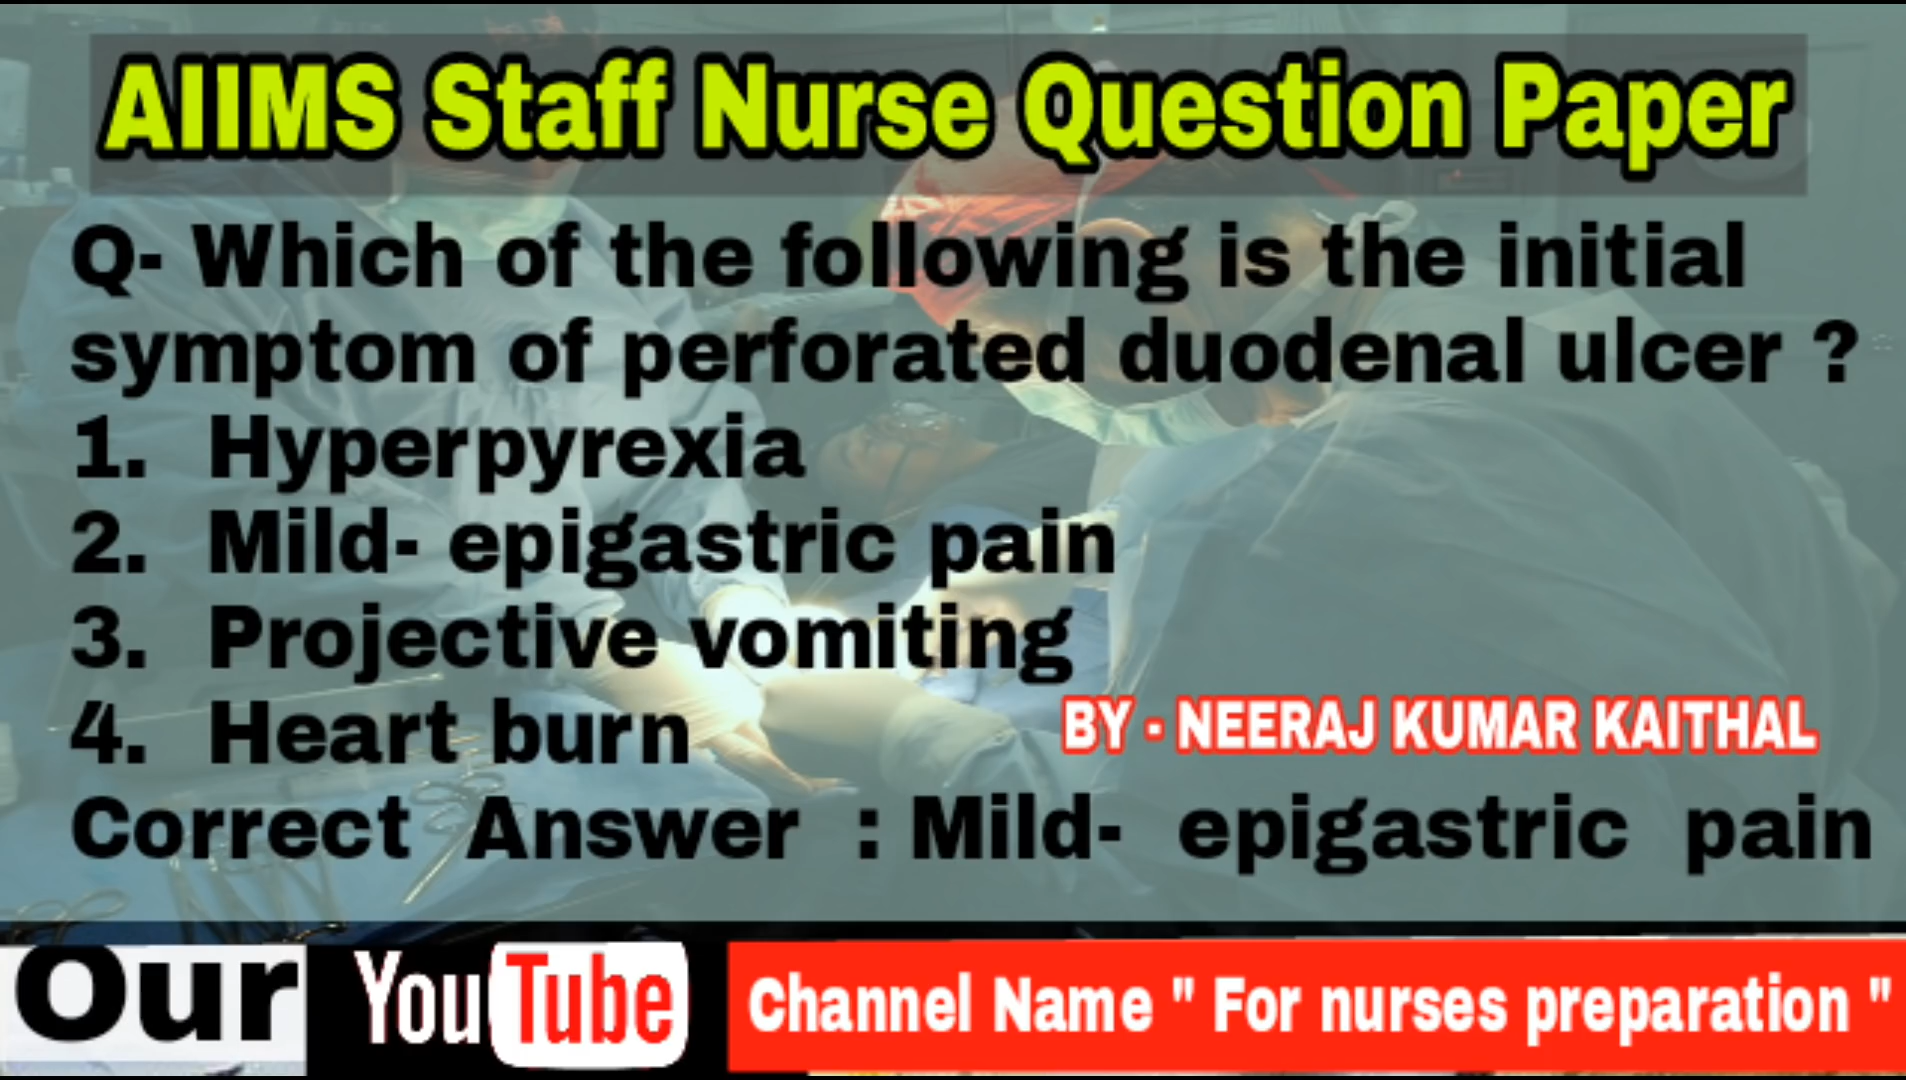 AIIMS Staff Nurse Question Paper
Q- Which of the following is the initial
symptom of perforated duodenal ulcer ?
1. Hyperpyrexia
2. Mild- epigastric pain
3. Projective vomiting
4. Heart burn
BY - NEERAJ KUMAR KAITHAL
Correct Answer : Mild- epigastric pain
Our YouTube Channel Name " For nurses preparation "